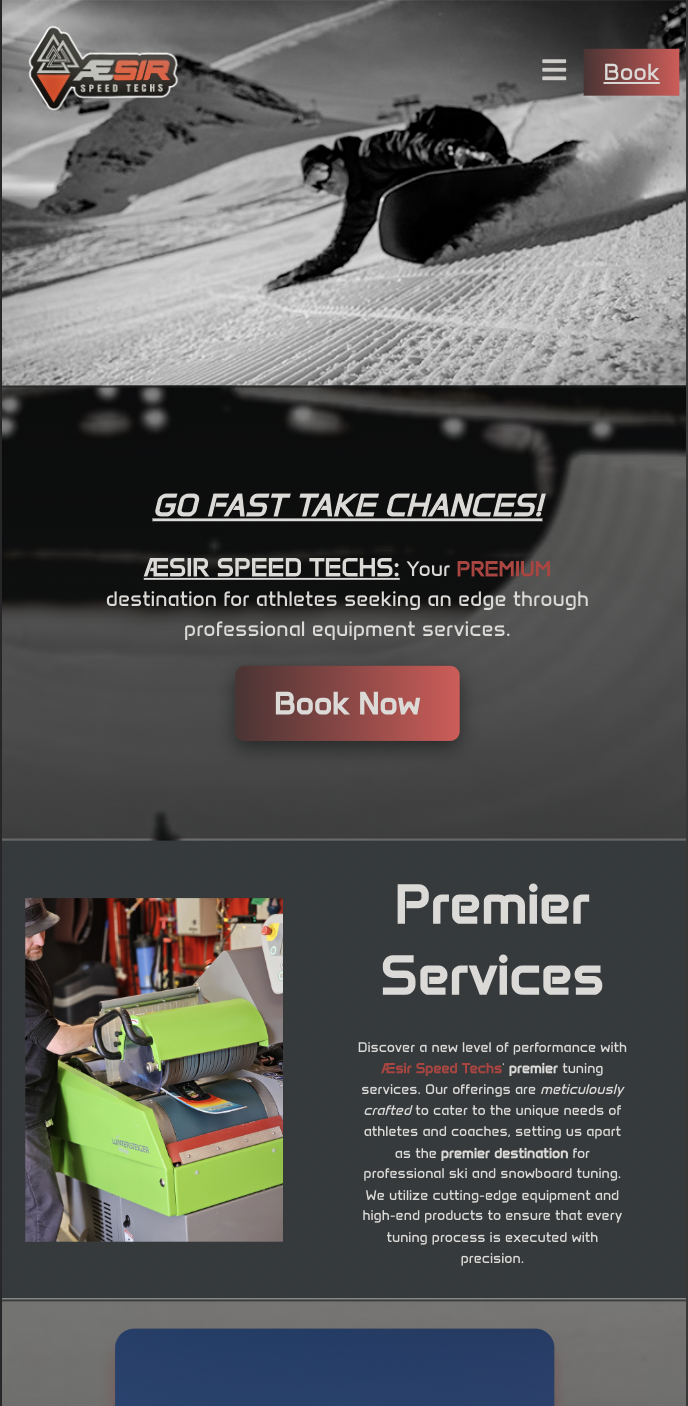 ÆSIR
SPEED TECHS
Book
GO FAST TAKE CHANCES!
ÆSIR SPEED TECHS: Your PREMIUM
destination for athletes seeking an edge through
professional equipment services.
Book Now
Premier
Services
Discover a new level of performance with
Æsir Speed Techs' premier tuning
services. Our offerings are meticulously
crafted to cater to the unique needs of
athletes and coaches, setting us apart
as the premier destination for
professional ski and snowboard tuning.
We utilize cutting-edge equipment and
high-end products to ensure that every
tuning process is executed with
precision.
WINTERSTEIGER